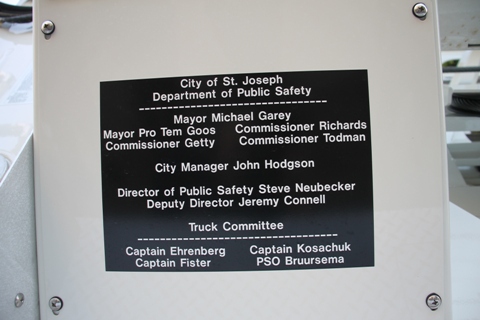 City of St. Joseph
Department of Public Safety
Mayor Michael Garey
Mayor Pro Tem Goos Commissioner Richards
Commissioner Getty Commissioner Todman
City Manager John Hodgson
Director of Public Safety Steve Neubecker
Deputy Director Jeremy Connell
Truck Committee
Captain Ehrenberg Captain Kosachuk
Captain Fister PSO Bruursema